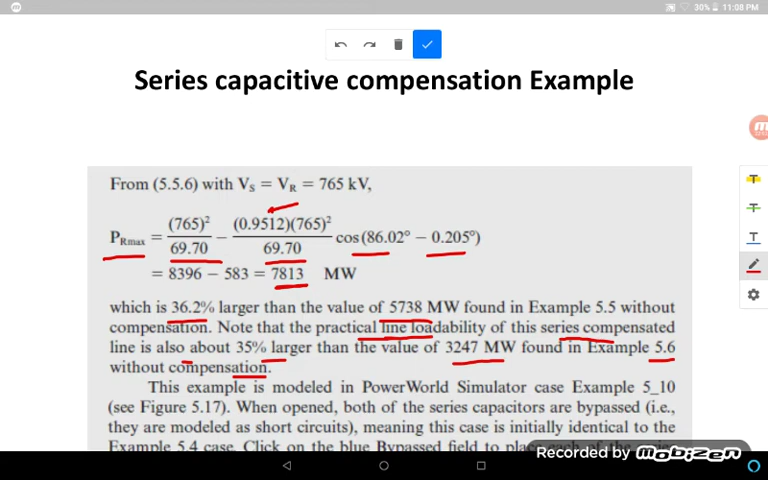 30% 11:08 PM
Series capacitive compensation Example
From (5.5.6) with VS = VR = 765 kV,
PRmax = (765)² / 69.70 − (0.9512)(765)² / 69.70 cos(86.02° − 0.205°)
= 8396 − 583 = 7813 MW
which is 36.2% larger than the value of 5738 MW found in Example 5.5 without
compensation. Note that the practical line loadability of this series compensated
line is also about 35% larger than the value of 3247 MW found in Example 5.6
without compensation.
This example is modeled in PowerWorld Simulator case Example 5_10
(see Figure 5.17). When opened, both of the series capacitors are bypassed (i.e.,
they are modeled as short circuits), meaning this case is initially identical to the
Example 5.4 case. Click on the blue Bypassed field to place each of the
Recorded by Mobizen